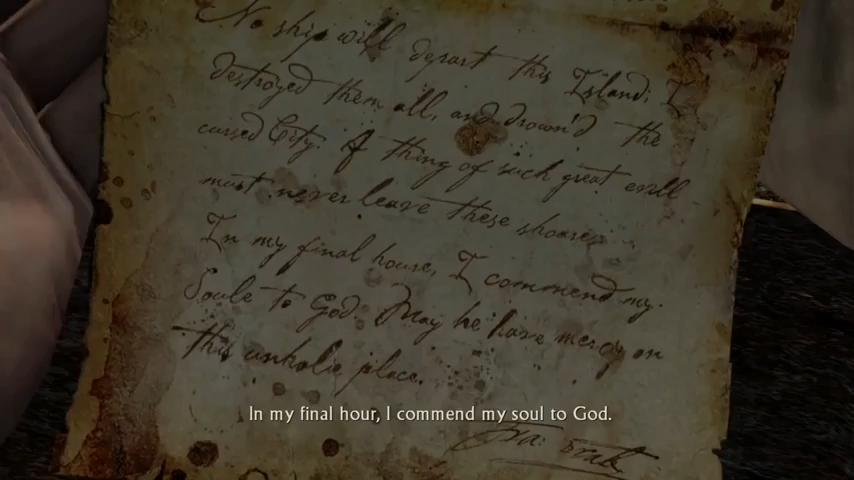 No ship will depart this Island; I
destroyed them all, and drown'd the
cursed City. A thing of such great evill
must never leave these shoares.
In my final houre, I commend my
Soule to God. May he have mercy on
this unholie place.
In my final hour, I commend my soul to God.
Fra: Drake